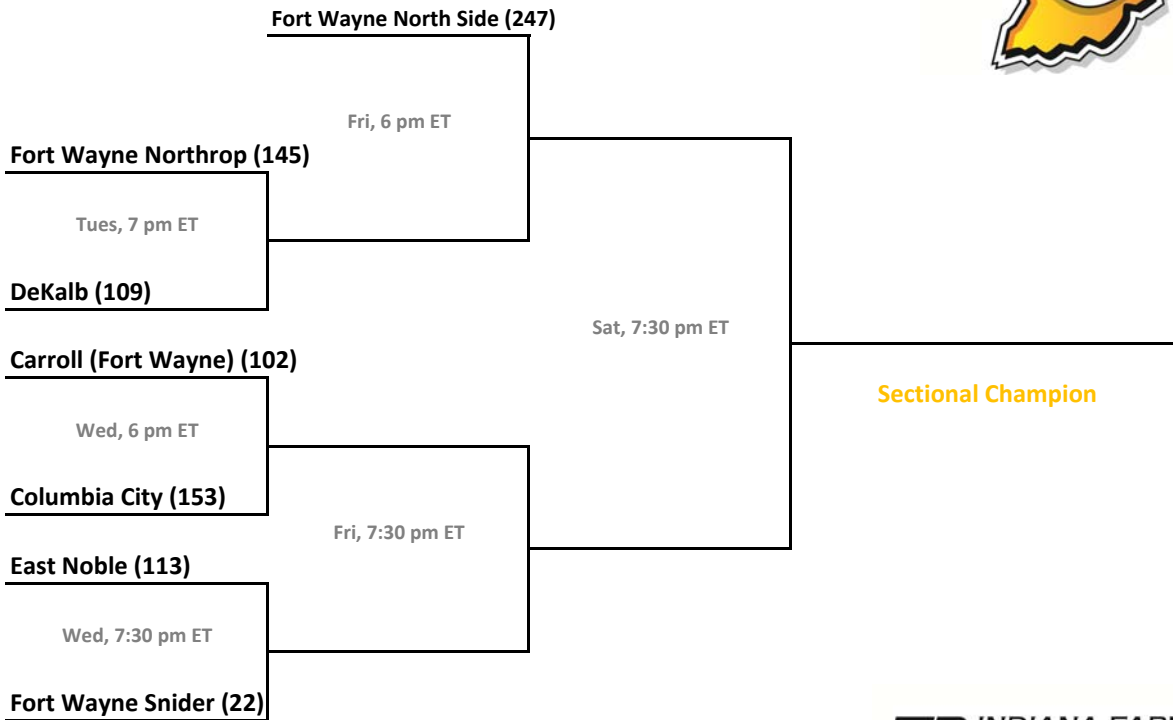 Fort Wayne North Side (247)
Fri, 6 pm ET
Fort Wayne Northrop (145)
Tues, 7 pm ET
DeKalb (109)
Sat, 7:30 pm ET
Carroll (Fort Wayne) (102)
Sectional Champion
Wed, 6 pm ET
Columbia City (153)
Fri, 7:30 pm ET
East Noble (113)
Wed, 7:30 pm ET
Fort Wayne Snider (22)